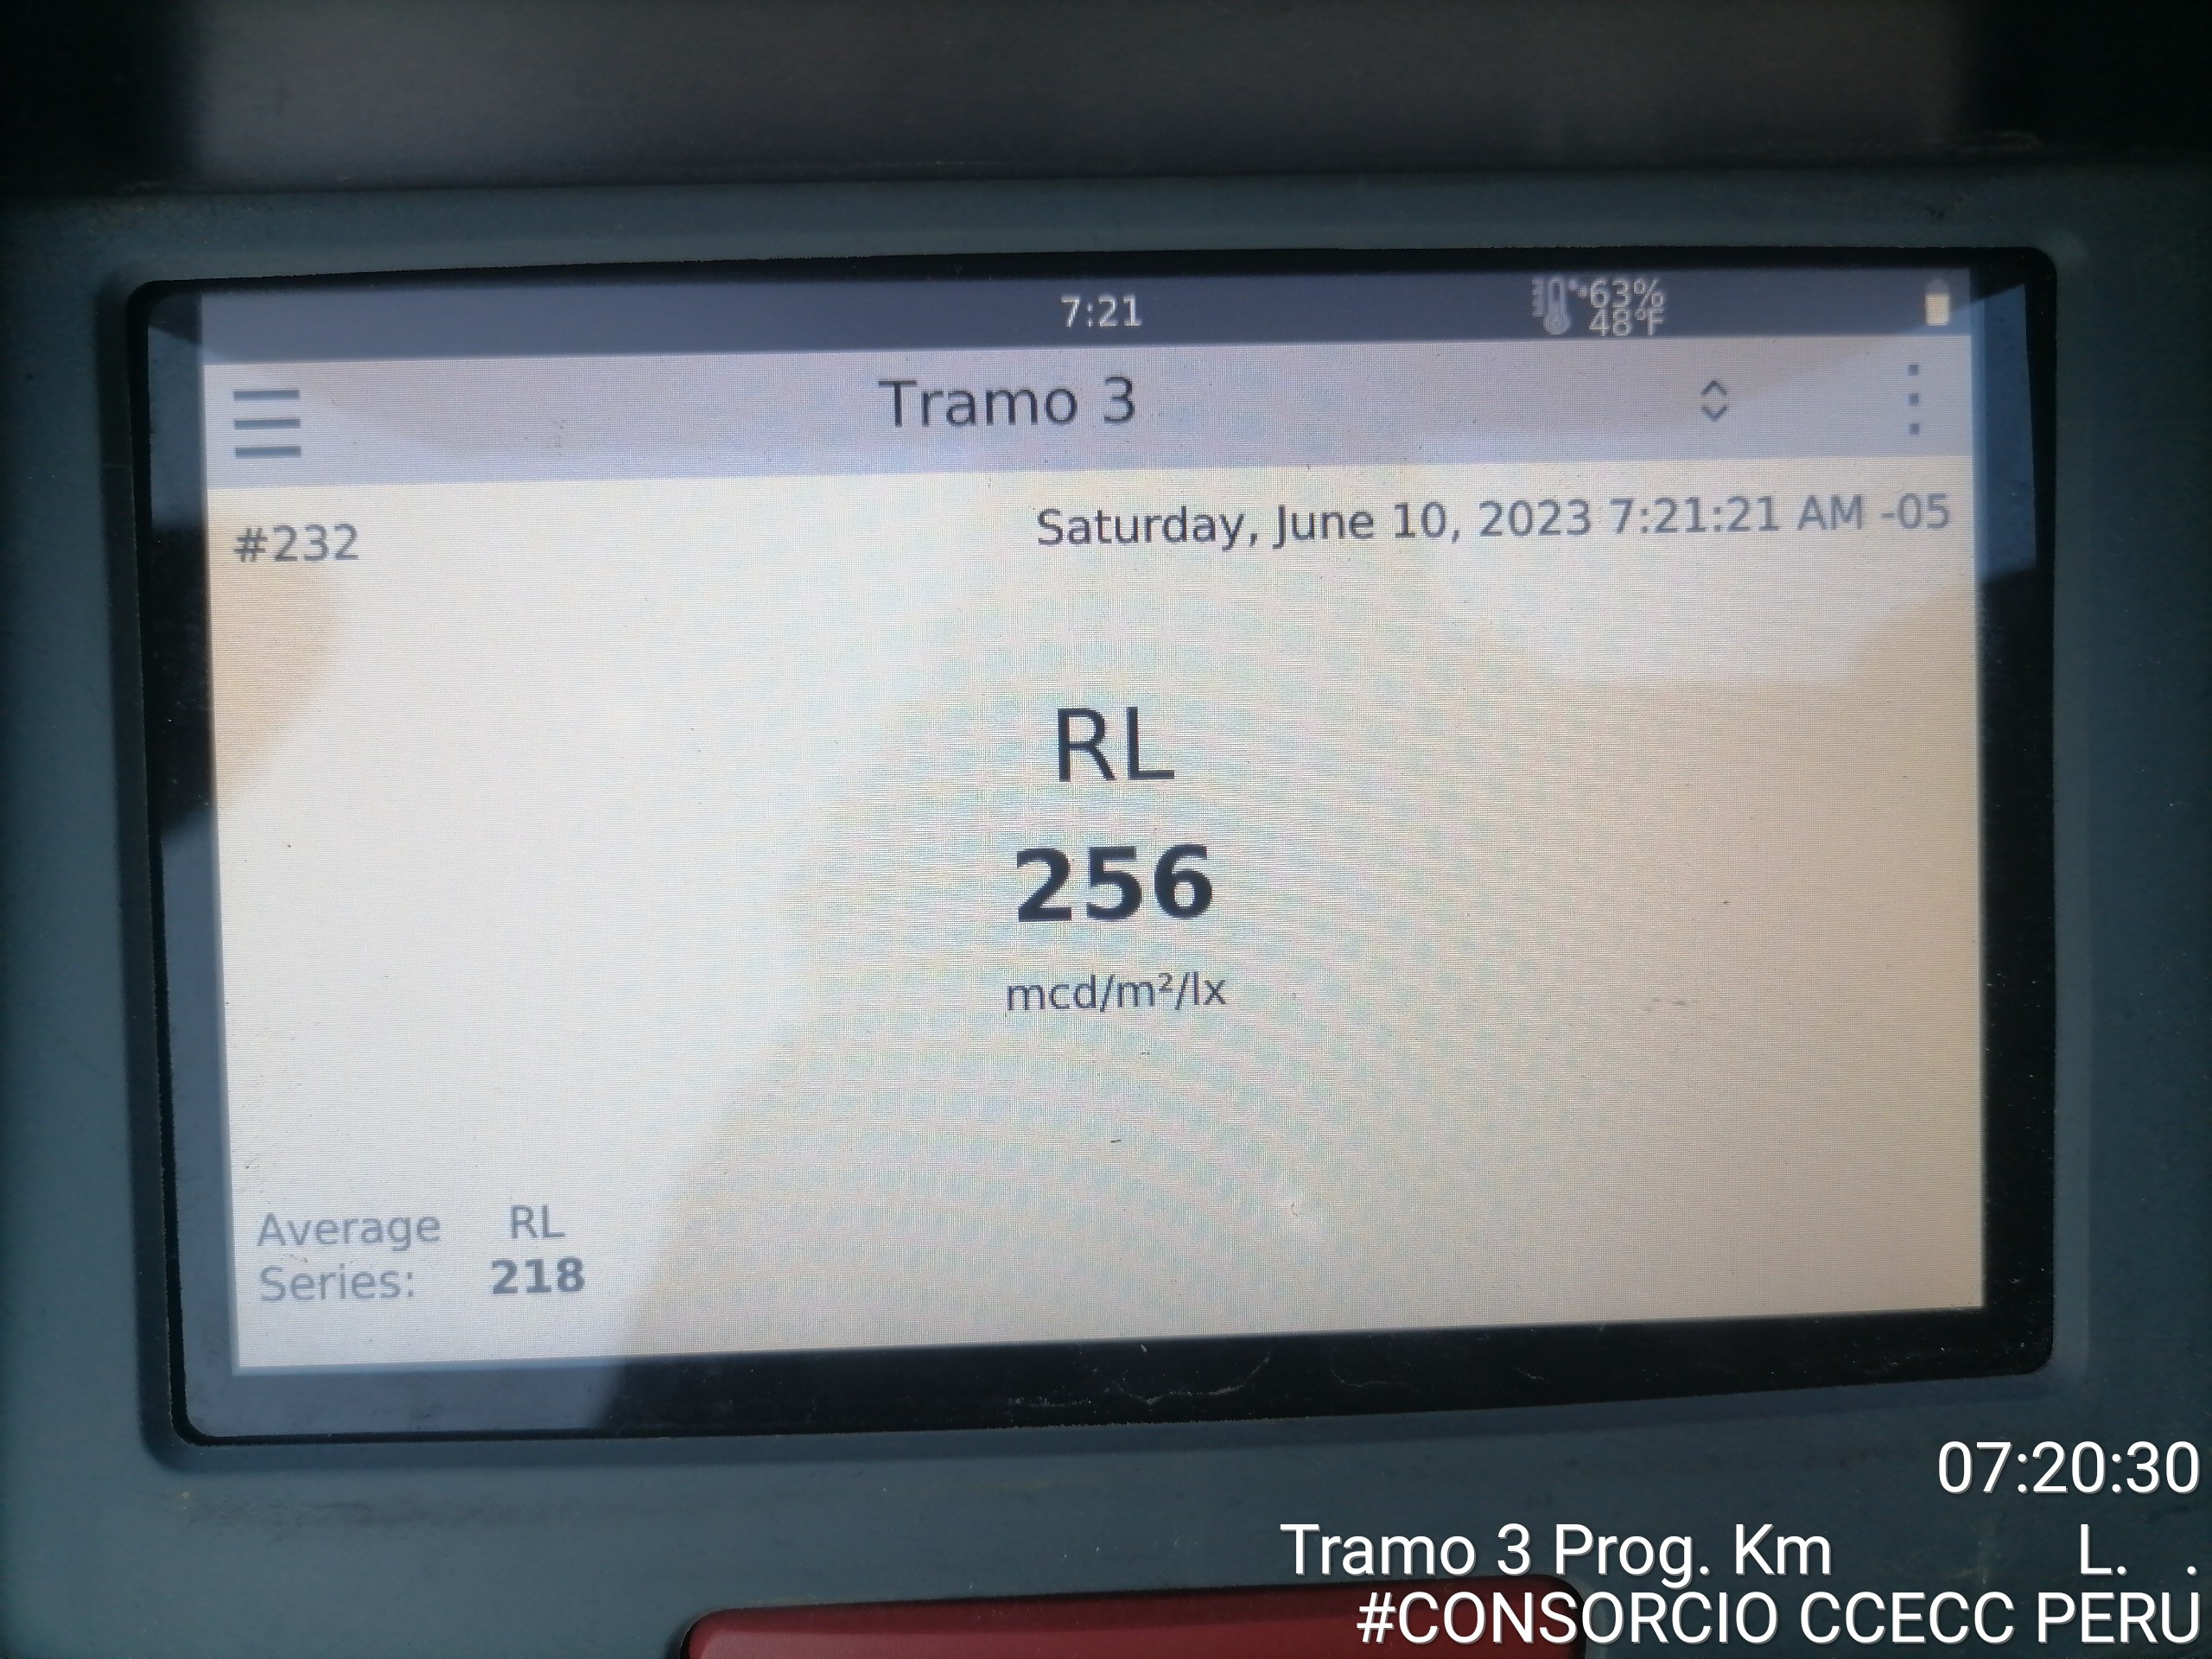 7:21
63%
48°F
Tramo 3
#232
Saturday, June 10, 2023 7:21:21 AM -05
RL
256
mcd/m²/lx
Average RL
Series: 218
07:20:30
Tramo 3 Prog. Km L. .
#CONSORCIO CCECC PERU